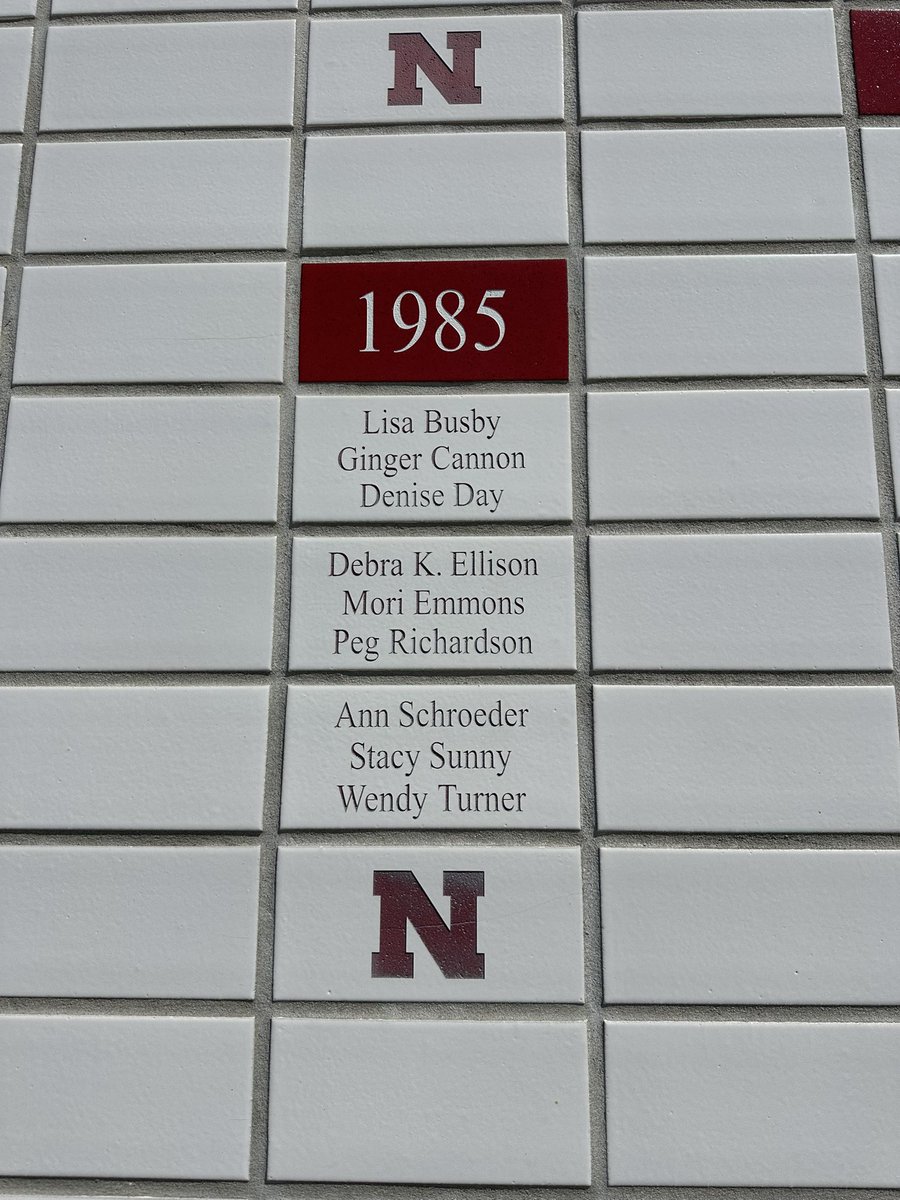 N
1985
Lisa Busby
Ginger Cannon
Denise Day
Debra K. Ellison
Mori Emmons
Peg Richardson
Ann Schroeder
Stacy Sunny
Wendy Turner
N